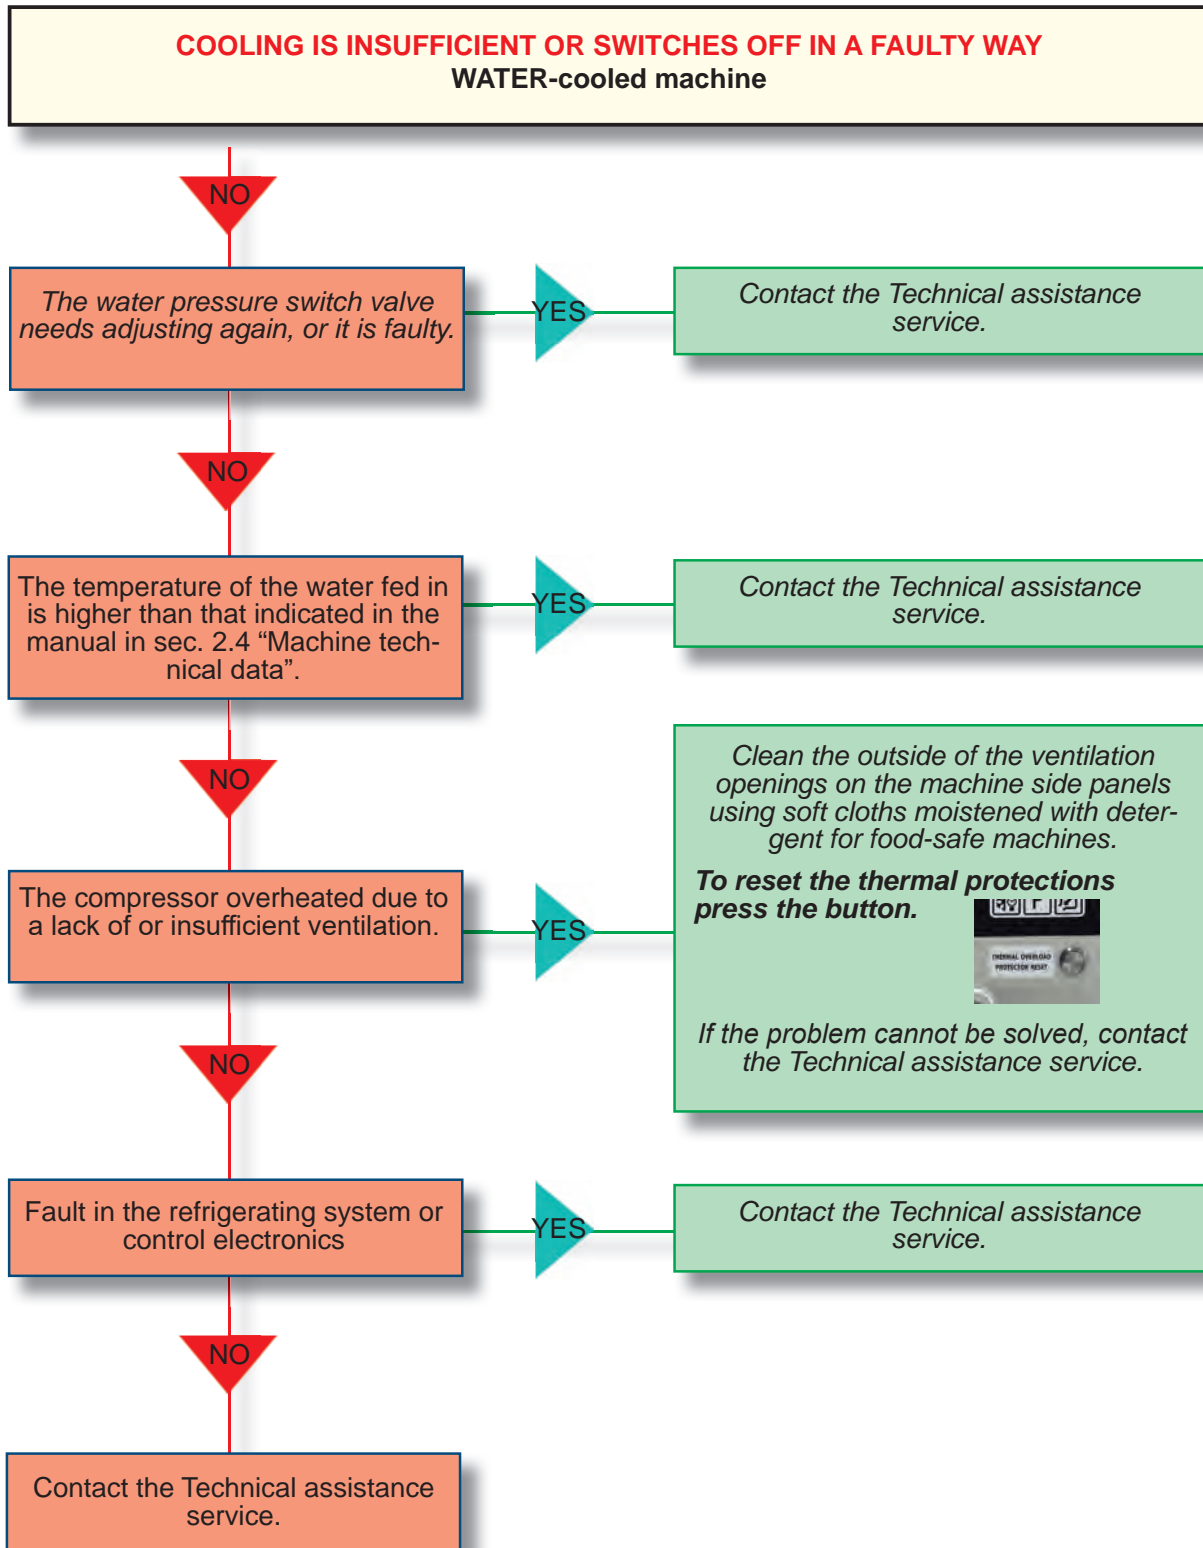 COOLING IS INSUFFICIENT OR SWITCHES OFF IN A FAULTY WAY
WATER-cooled machine
NO
The water pressure switch valve
needs adjusting again, or it is faulty.
YES
Contact the Technical assistance
service.
NO
The temperature of the water fed in
is higher than that indicated in the
manual in sec. 2.4 “Machine tech-
nical data”.
YES
Contact the Technical assistance
service.
NO
The compressor overheated due to
a lack of or insufficient ventilation.
YES
Clean the outside of the ventilation
openings on the machine side panels
using soft cloths moistened with deter-
gent for food-safe machines.
To reset the thermal protections
press the button.
THERMAL OVERLOAD
PROTECTOR RESET
If the problem cannot be solved, contact
the Technical assistance service.
NO
Fault in the refrigerating system or
control electronics
YES
Contact the Technical assistance
service.
NO
Contact the Technical assistance
service.